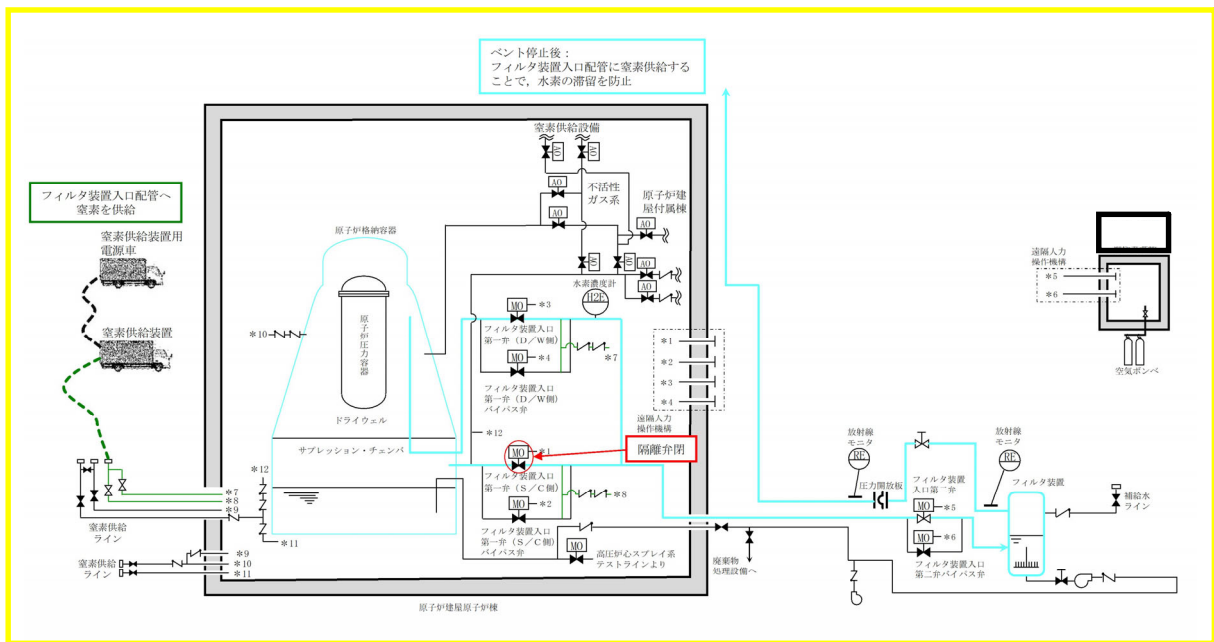 ベント停止後：
フィルタ装置入口配管に窒素供給する
ことで，水素の滞留を防止
フィルタ装置入口配管へ
窒素を供給
窒素供給装置用
電源車
窒素供給装置
窒素供給設備
AO
AO
AO
AO
不活性
ガス系
原子炉建
屋付属棟
AO
AO
AO
AO
AO
原子炉格納容器
原子炉圧力容器
ドライウェル
サプレッション・チェンバ
水素濃度計
H2E
MO
*3
フィルタ装置入口
第一弁（D／W側）
MO
*4
*7
フィルタ装置入口
第一弁（D／W側）
バイパス弁
*10
*12
MO
*1
隔離弁閉
フィルタ装置入口
第一弁（S／C側）
MO
*2
*8
フィルタ装置入口
第一弁（S／C側）
バイパス弁
MO
高圧炉心スプレイ系
テストラインより
*1
*2
*3
*4
遠隔人力
操作機構
遠隔人力
操作機構
*5
*6
空気ボンベ
放射線
モニタ
RE
放射線
モニタ
RE
圧力開放板
フィルタ装置
入口第二弁
MO
*5
MO
*6
フィルタ装置入口
第二弁バイパス弁
フィルタ装置
補給水
ライン
廃棄物
処理設備へ
*12
*11
*7
*8
*9
窒素供給
ライン
*9
*10
*11
窒素供給
ライン
原子炉建屋原子炉棟